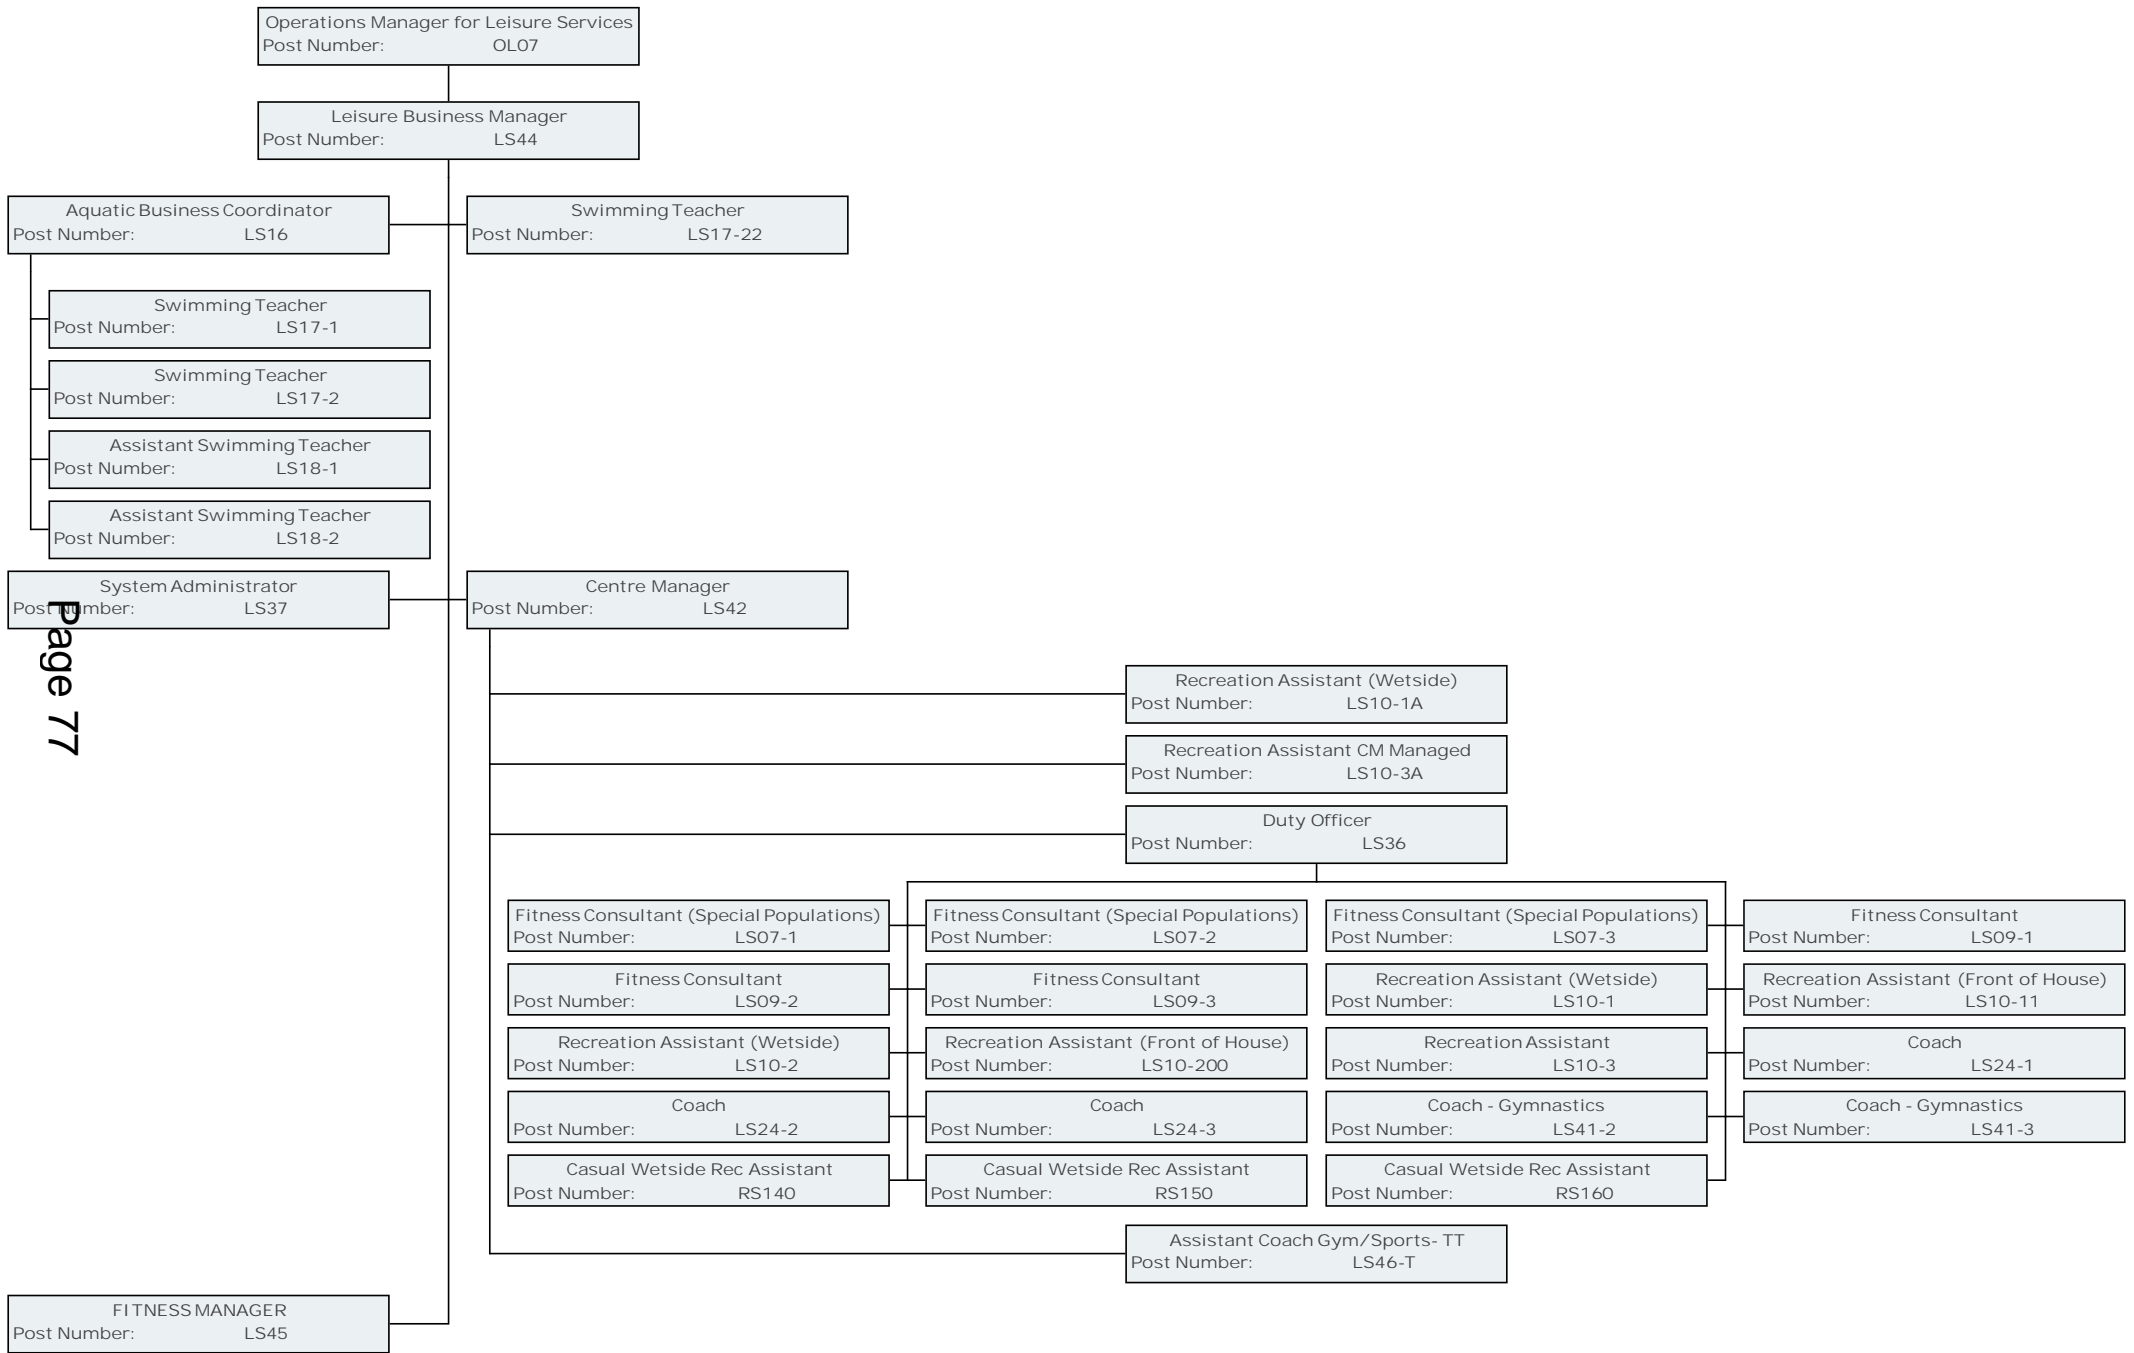 Operations Manager for Leisure Services
Post Number: OL07
Leisure Business Manager
Post Number: LS44
Aquatic Business Coordinator
Post Number: LS16
Swimming Teacher
Post Number: LS17-22
Swimming Teacher
Post Number: LS17-1
Swimming Teacher
Post Number: LS17-2
Assistant Swimming Teacher
Post Number: LS18-1
Assistant Swimming Teacher
Post Number: LS18-2
System Administrator
Post Number: LS37
Centre Manager
Post Number: LS42
Page 77
Recreation Assistant (Wetside)
Post Number: LS10-1A
Recreation Assistant CM Managed
Post Number: LS10-3A
Duty Officer
Post Number: LS36
Fitness Consultant (Special Populations)
Post Number: LS07-1
Fitness Consultant (Special Populations)
Post Number: LS07-2
Fitness Consultant (Special Populations)
Post Number: LS07-3
Fitness Consultant
Post Number: LS09-1
Fitness Consultant
Post Number: LS09-2
Fitness Consultant
Post Number: LS09-3
Recreation Assistant (Wetside)
Post Number: LS10-1
Recreation Assistant (Front of House)
Post Number: LS10-11
Recreation Assistant (Wetside)
Post Number: LS10-2
Recreation Assistant (Front of House)
Post Number: LS10-200
Recreation Assistant
Post Number: LS10-3
Coach
Post Number: LS24-1
Coach
Post Number: LS24-2
Coach
Post Number: LS24-3
Coach - Gymnastics
Post Number: LS41-2
Coach - Gymnastics
Post Number: LS41-3
Casual Wetside Rec Assistant
Post Number: RS140
Casual Wetside Rec Assistant
Post Number: RS150
Casual Wetside Rec Assistant
Post Number: RS160
Assistant Coach Gym/Sports- TT
Post Number: LS46-T
FITNESS MANAGER
Post Number: LS45